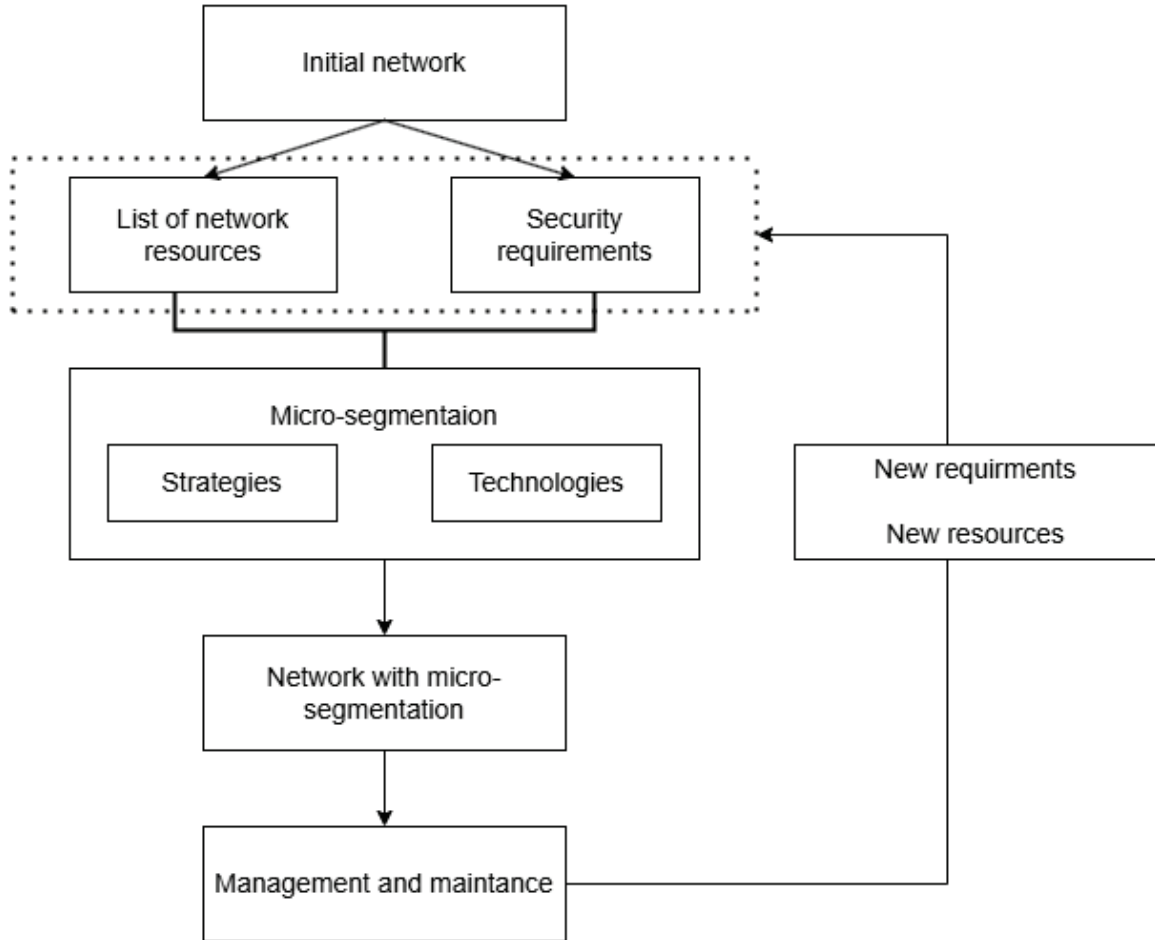 Initial network
List of network
resources
Security
requirements
Micro-segmentaion
Strategies
Technologies
New requirments
New resources
Network with micro-
segmentation
Management and maintance